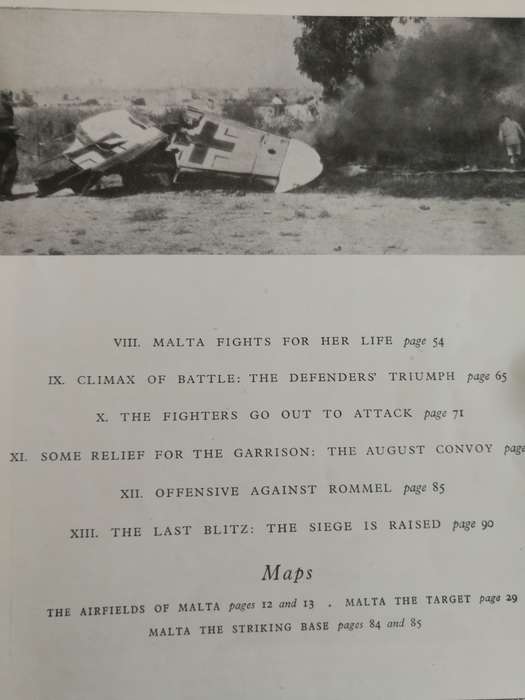 VIII. MALTA FIGHTS FOR HER LIFE page 54
IX. CLIMAX OF BATTLE: THE DEFENDERS' TRIUMPH page 65
X. THE FIGHTERS GO OUT TO ATTACK page 71
XI. SOME RELIEF FOR THE GARRISON: THE AUGUST CONVOY page
XII. OFFENSIVE AGAINST ROMMEL page 85
XIII. THE LAST BLITZ: THE SIEGE IS RAISED page 90
Maps
THE AIRFIELDS OF MALTA pages 12 and 13 . MALTA THE TARGET page 29
MALTA THE STRIKING BASE pages 84 and 85